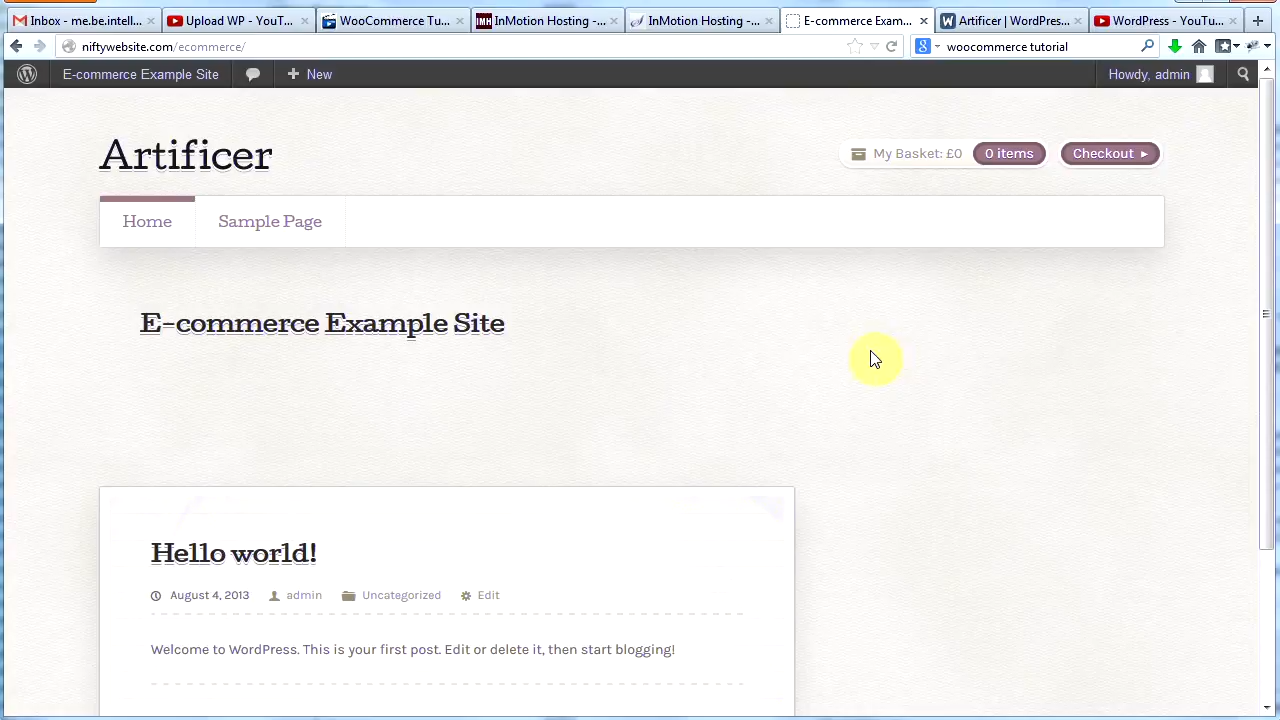 Inbox - me.be.intell...
Upload WP - YouT...
WooCommerce Tu...
InMotion Hosting -...
InMotion Hosting -...
E-commerce Exam...
Artificer | WordPres...
WordPress - YouTu...
niftywebsite.com/ecommerce/
woocommerce tutorial
E-commerce Example Site
New
Howdy, admin
Artificer
My Basket: £0
0 items
Checkout ▸
Home
Sample Page
E-commerce Example Site
Hello world!
August 4, 2013
admin
Uncategorized
Edit
Welcome to WordPress. This is your first post. Edit or delete it, then start blogging!